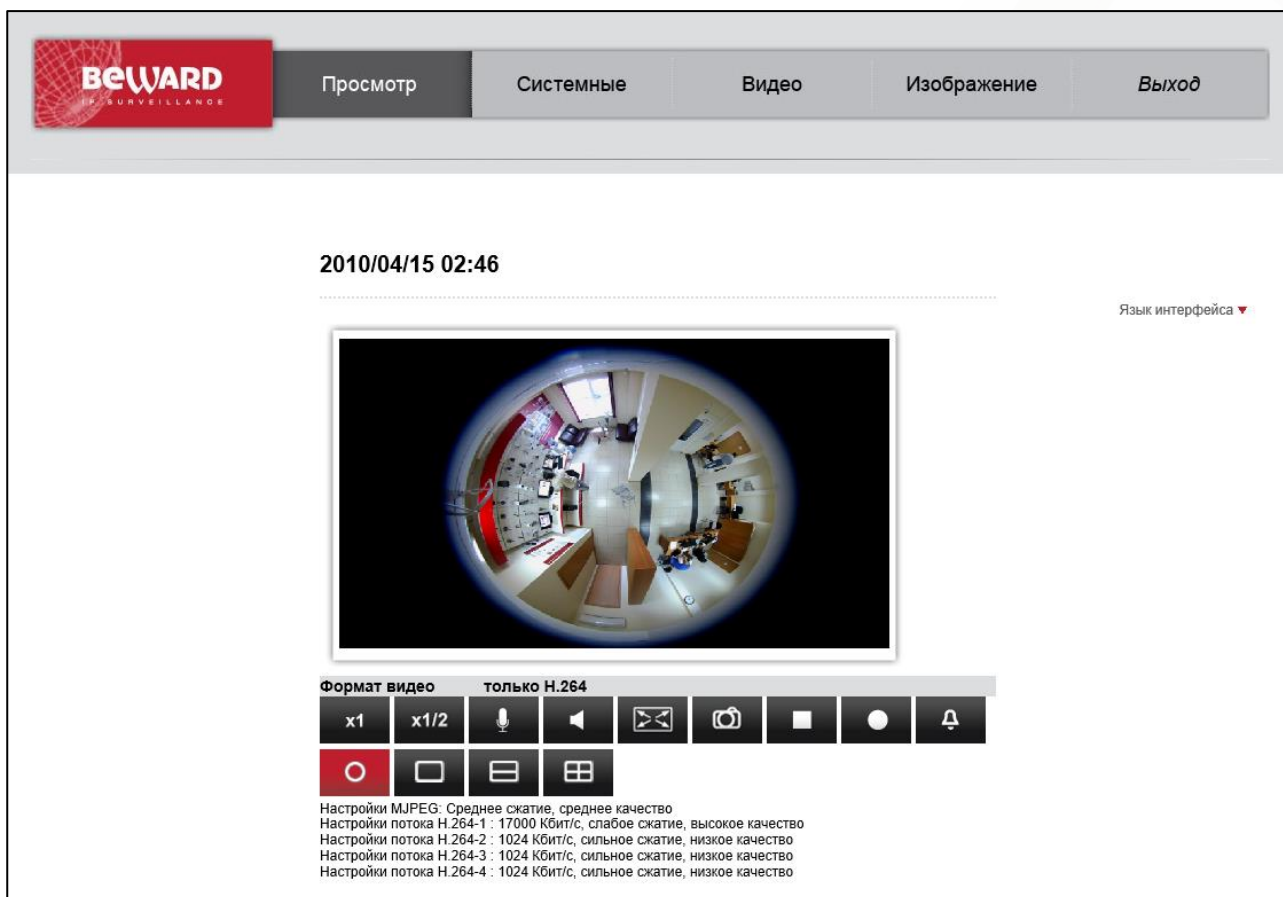 BEWARD
IP SURVEILLANCE
Просмотр
Системные
Видео
Изображение
Выход
2010/04/15 02:46
Язык интерфейса
Формат видео только H.264
x1
x1/2
Настройки MJPEG: Среднее сжатие, среднее качество
Настройки потока H.264-1 : 17000 Кбит/с, слабое сжатие, высокое качество
Настройки потока H.264-2 : 1024 Кбит/с, сильное сжатие, низкое качество
Настройки потока H.264-3 : 1024 Кбит/с, сильное сжатие, низкое качество
Настройки потока H.264-4 : 1024 Кбит/с, сильное сжатие, низкое качество